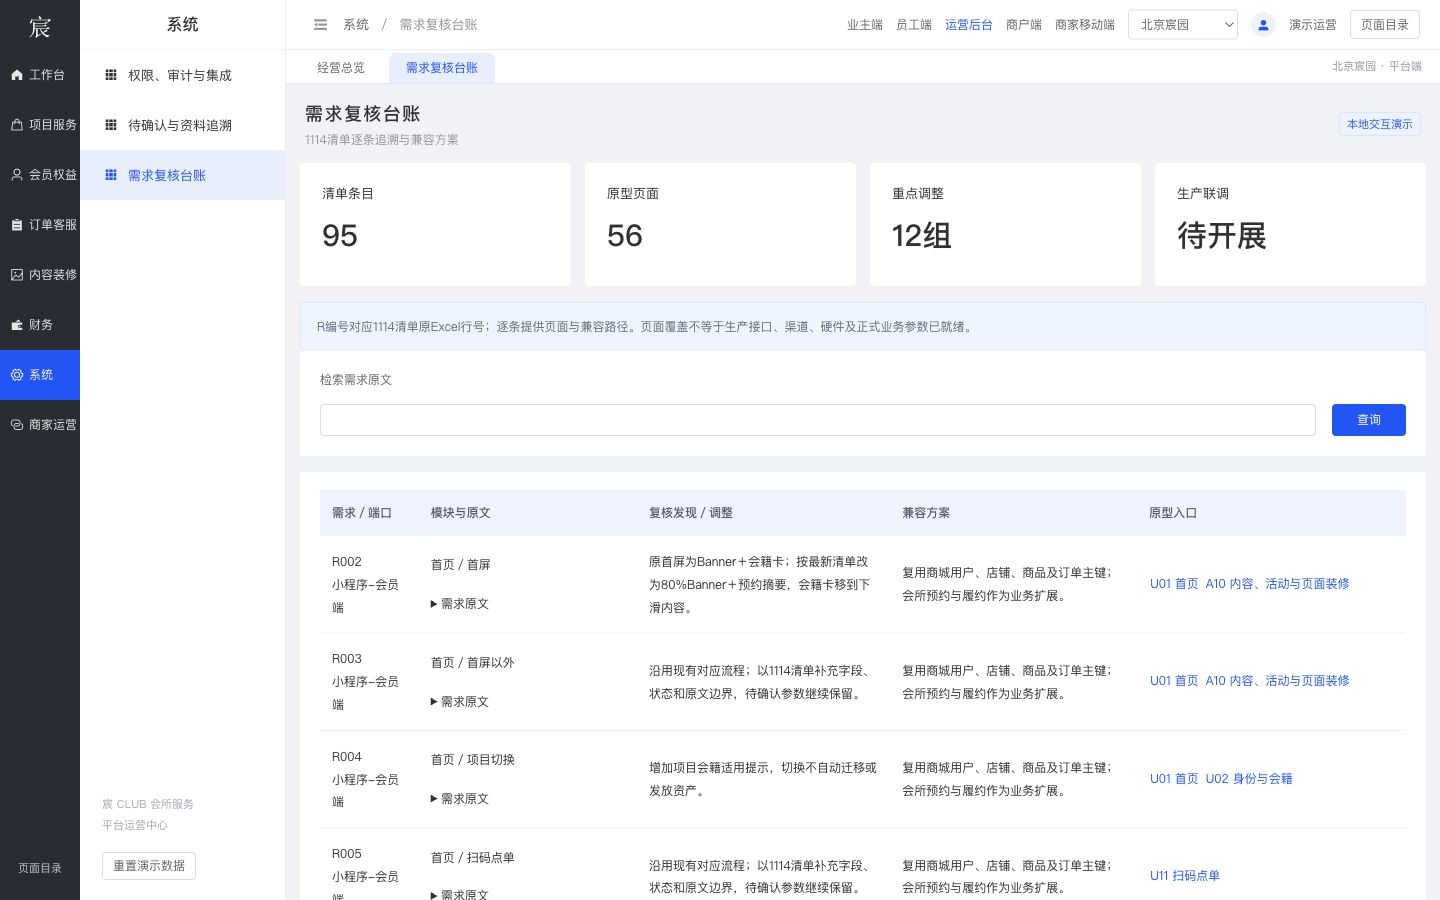 宸
工作台
项目服务
会员权益
订单客服
内容装修
财务
系统
商家运营
页面目录
系统
权限、审计与集成
待确认与资料追溯
需求复核台账
宸 CLUB 会所服务
平台运营中心
重置演示数据
系统 / 需求复核台账
业主端 员工端 运营后台 商户端 商家移动端 北京宸园 演示运营 页面目录
经营总览 需求复核台账
北京宸园 · 平台端
需求复核台账
1114清单逐条追溯与兼容方案
本地交互演示
清单条目
95
原型页面
56
重点调整
12组
生产联调
待开展
R编号对应1114清单原Excel行号；逐条提供页面与兼容路径。页面覆盖不等于生产接口、渠道、硬件及正式业务参数已就绪。
检索需求原文
查询
需求 / 端口 模块与原文 复核发现 / 调整 兼容方案 原型入口
R002
小程序-会员
端
首页 / 首屏
▶ 需求原文
原首屏为Banner＋会籍卡；按最新清单改
为80%Banner＋预约摘要，会籍卡移到下
滑内容。
复用商城用户、店铺、商品及订单主键；
会所预约与履约作为业务扩展。
U01 首页 A10 内容、活动与页面装修
R003
小程序-会员
端
首页 / 首屏以外
▶ 需求原文
沿用现有对应流程；以1114清单补充字段、
状态和原文边界，待确认参数继续保留。
复用商城用户、店铺、商品及订单主键；
会所预约与履约作为业务扩展。
U01 首页 A10 内容、活动与页面装修
R004
小程序-会员
端
首页 / 项目切换
▶ 需求原文
增加项目会籍适用提示，切换不自动迁移或
发放资产。
复用商城用户、店铺、商品及订单主键；
会所预约与履约作为业务扩展。
U01 首页 U02 身份与会籍
R005
小程序-会员
端
首页 / 扫码点单
▶ 需求原文
沿用现有对应流程；以1114清单补充字段、
状态和原文边界，待确认参数继续保留。
复用商城用户、店铺、商品及订单主键；
会所预约与履约作为业务扩展。
U11 扫码点单